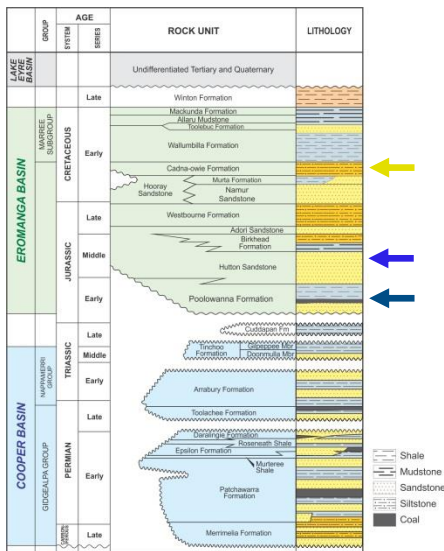 AGE
GROUP
SYSTEM
SERIES
ROCK UNIT
LITHOLOGY
LAKE
EYRE
BASIN
Undifferentiated Tertiary and Quaternary
EROMANGA BASIN
MARREE
SUBGROUP
CRETACEOUS
Late
Winton Formation
Early
Mackunda Formation
Allaru Mudstone
Toolebuc Formation
Wallumbilla Formation
Cadna-owie Formation
Hooray
Sandstone
Murta Formation
Namur
Sandstone
JURASSIC
Late
Westbourne Formation
Middle
Adori Sandstone
Birkhead
Formation
Hutton Sandstone
Early
Poolowanna Formation
COOPER BASIN
NAPPAMERRI
GROUP
TRIASSIC
Late
Cuddapan Fm
Middle
Tinchoo
Formation
Gilpeppee Mbr
Doonmulla Mbr
Early
Arrabury Formation
GIDGEALPA GROUP
PERMIAN
Late
Toolachee Formation
Early
Daralingie Formation
Roseneath Shale
Epsilon Formation
Murteree
Shale
Patchawarra
Formation
Late
Merrimelia Formation
Shale
Mudstone
Sandstone
Siltstone
Coal